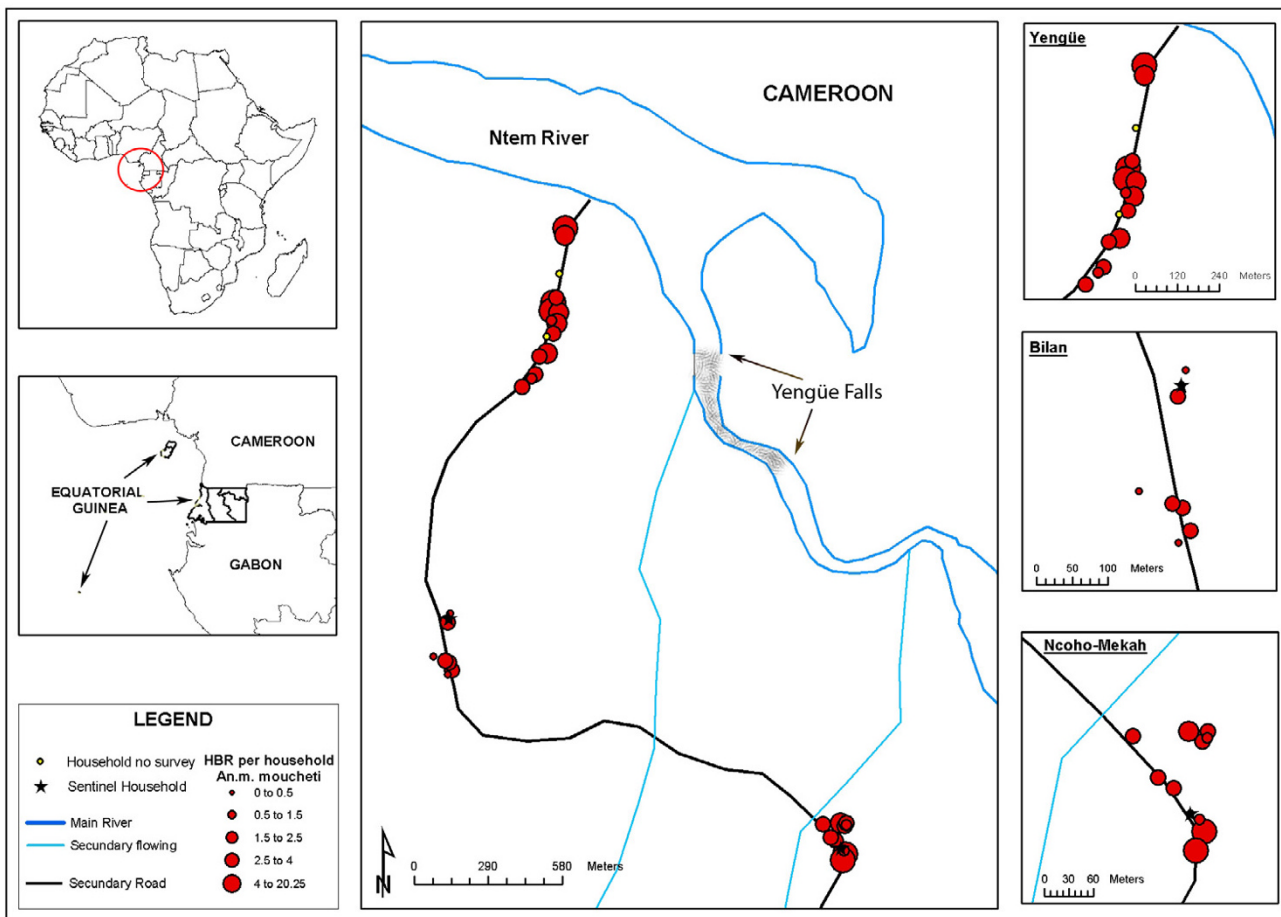 CAMEROON
EQUATORIAL
GUINEA
GABON
LEGEND
Household no survey
Sentinel Household
Main River
Secundary flowing
Secundary Road
HBR per household
An.m. moucheti
0 to 0.5
0.5 to 1.5
1.5 to 2.5
2.5 to 4
4 to 20.25
CAMEROON
Ntem River
Yengüe Falls
N
0 290 580 Meters
Yengüe
0 120 240 Meters
Bilan
0 50 100 Meters
Ncoho-Mekah
0 30 60 Meters